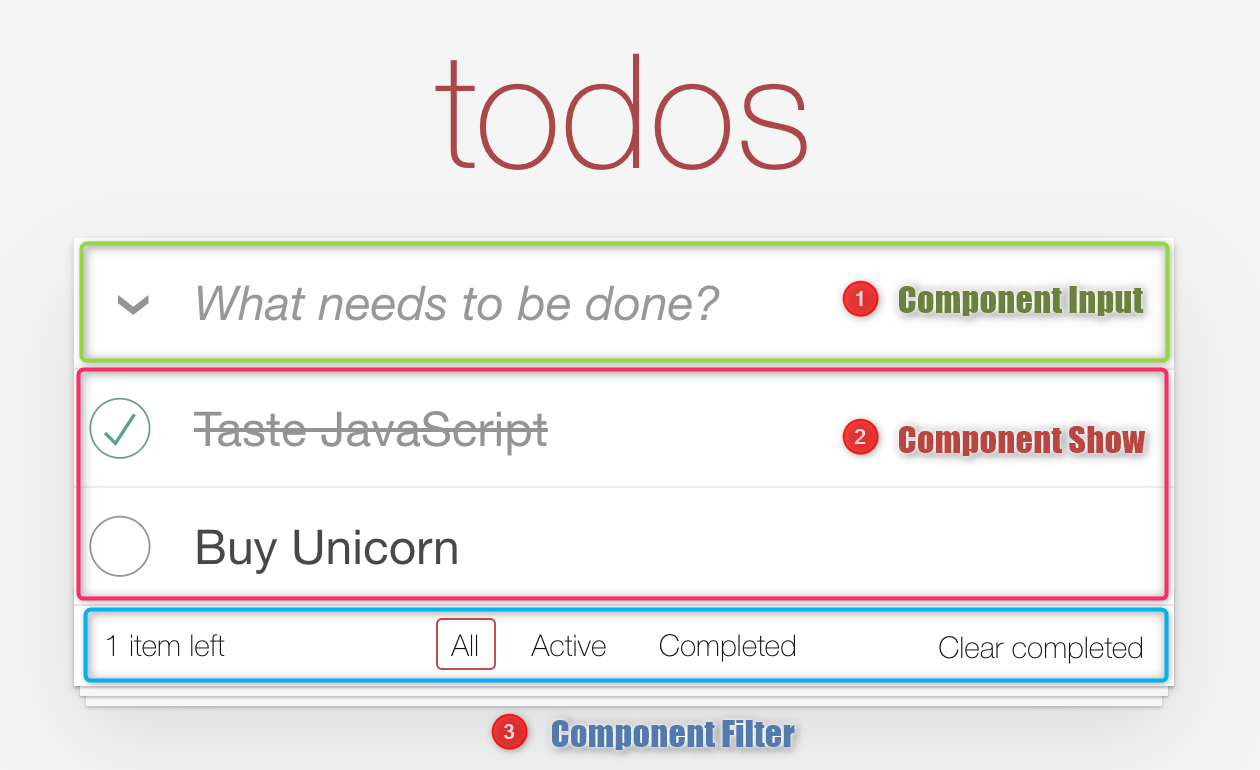 todos
What needs to be done?
1 Component Input
Taste JavaScript
2 Component Show
Buy Unicorn
1 item left All Active Completed Clear completed
3 Component Filter